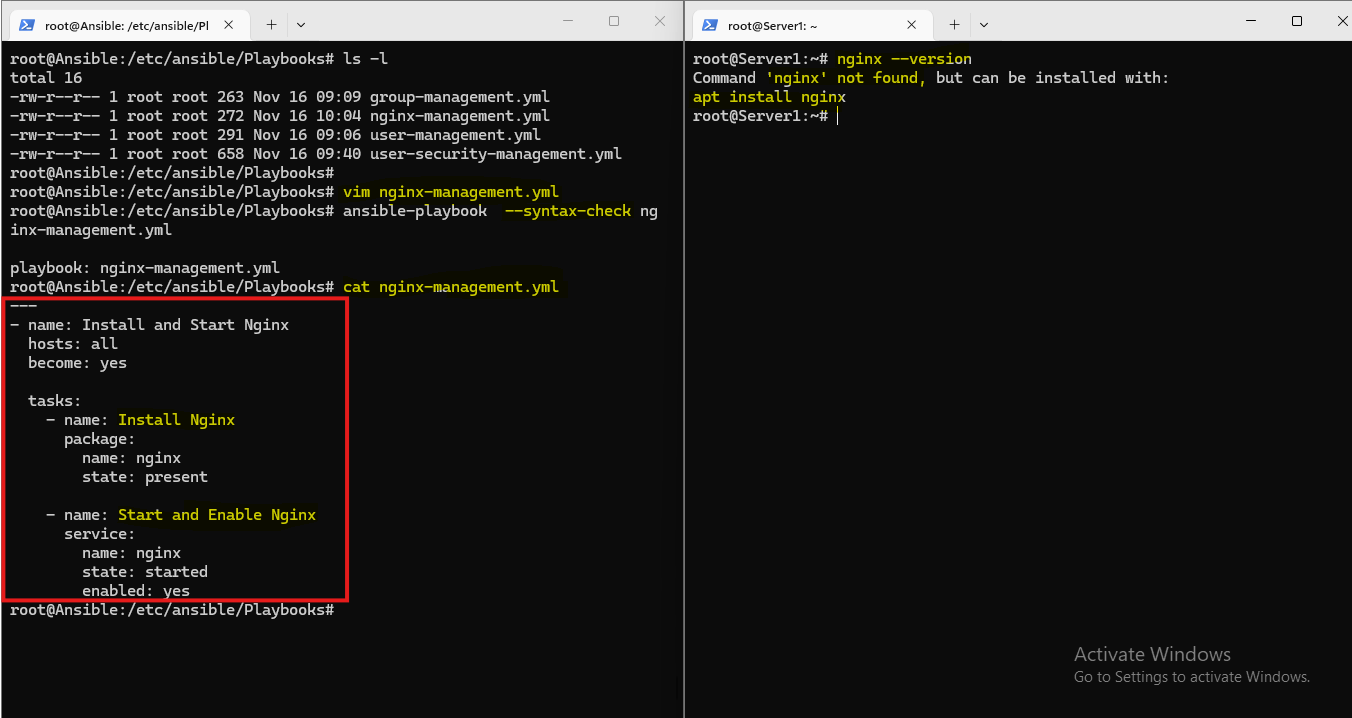 root@Ansible: /etc/ansible/Pl
root@Ansible:/etc/ansible/Playbooks# ls -l
total 16
-rw-r--r-- 1 root root 263 Nov 16 09:09 group-management.yml
-rw-r--r-- 1 root root 272 Nov 16 10:04 nginx-management.yml
-rw-r--r-- 1 root root 291 Nov 16 09:06 user-management.yml
-rw-r--r-- 1 root root 658 Nov 16 09:40 user-security-management.yml
root@Ansible:/etc/ansible/Playbooks#
root@Ansible:/etc/ansible/Playbooks# vim nginx-management.yml
root@Ansible:/etc/ansible/Playbooks# ansible-playbook  --syntax-check ng
inx-management.yml
playbook: nginx-management.yml
root@Ansible:/etc/ansible/Playbooks# cat nginx-management.yml
---
- name: Install and Start Nginx
  hosts: all
  become: yes
  tasks:
    - name: Install Nginx
      package:
        name: nginx
        state: present
    - name: Start and Enable Nginx
      service:
        name: nginx
        state: started
        enabled: yes
root@Ansible:/etc/ansible/Playbooks#
root@Server1: ~
root@Server1:~# nginx --version
Command 'nginx' not found, but can be installed with:
apt install nginx
root@Server1:~#
Activate Windows
Go to Settings to activate Windows.